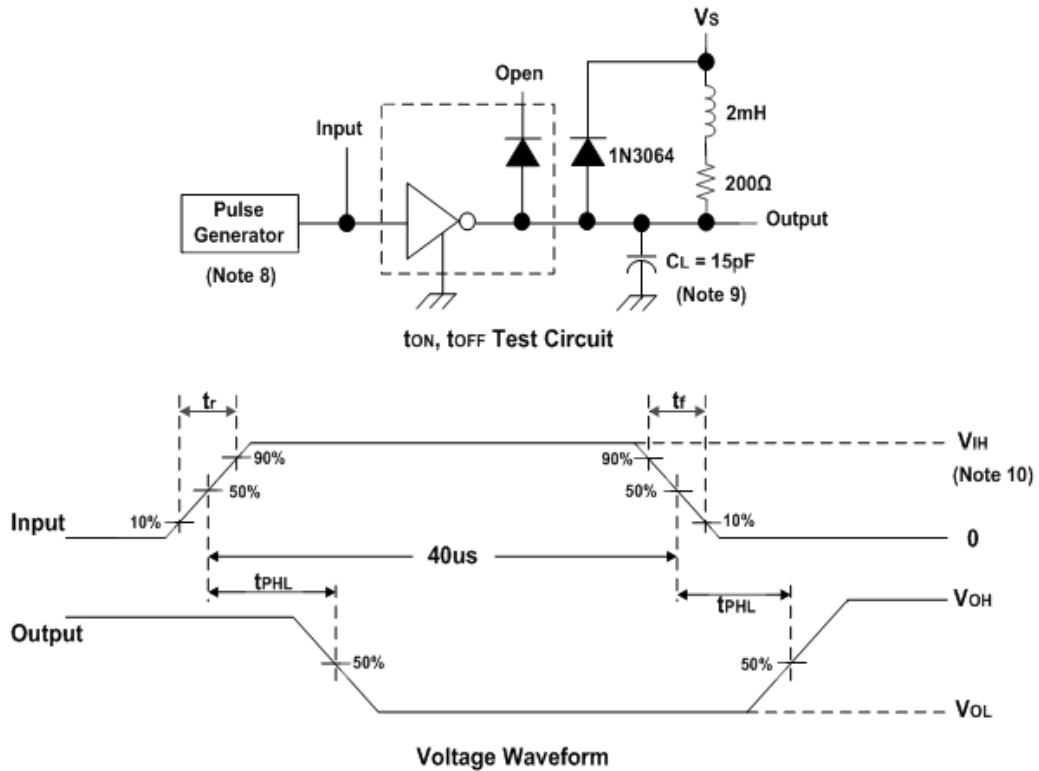 Vs
Open
2mH
Input
1N3064
200Ω
Pulse
Generator
Output
(Note 8)
CL = 15pF
(Note 9)
tON, tOFF Test Circuit
tr
tf
VIH
90%
90%
(Note 10)
50%
50%
Input
10%
10%
0
40us
tPHL
tPHL
VOH
Output
50%
50%
VOL
Voltage Waveform